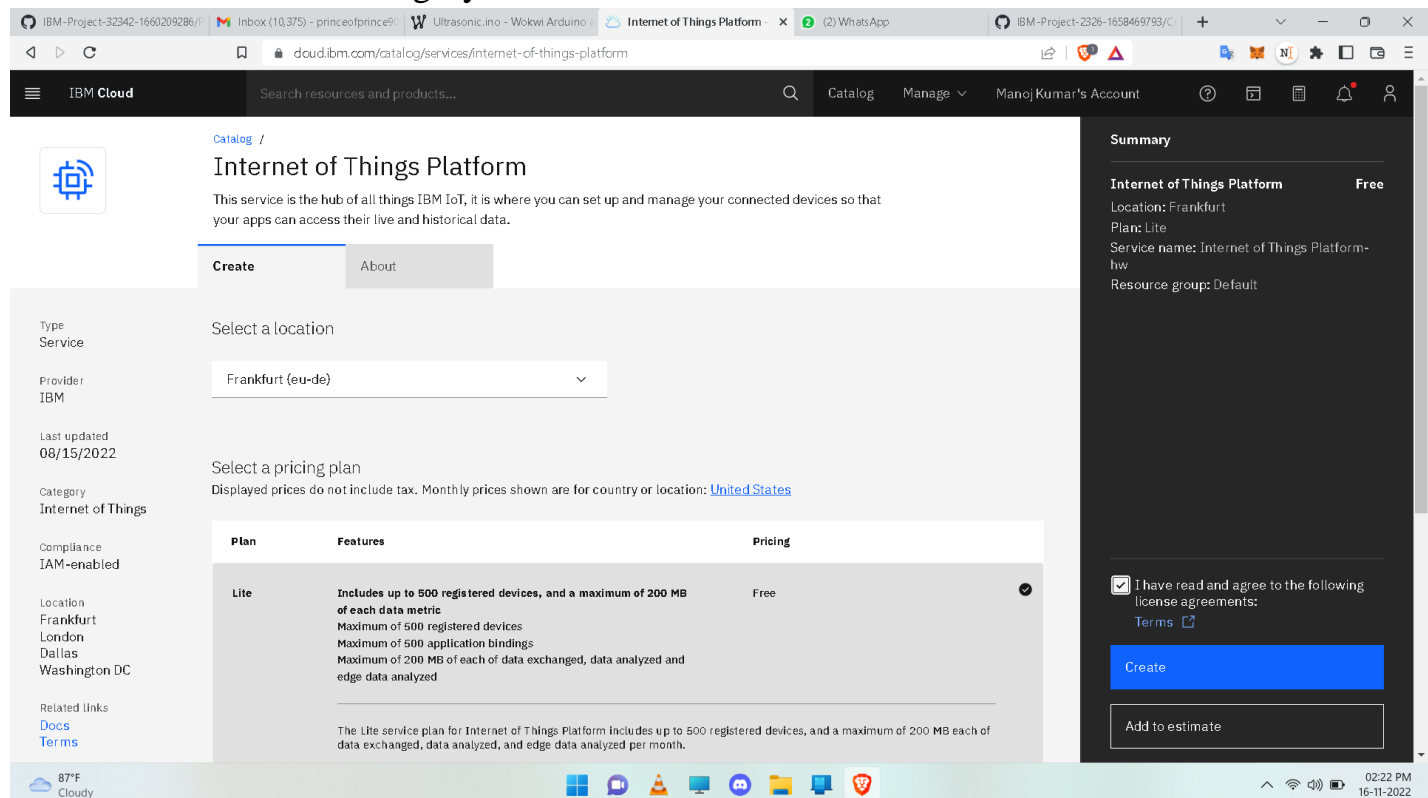 IBM-Project-32342-1660209286/P
Inbox (10,375) - princeofprince90
Ultrasonic.ino - Wokwi Arduino
Internet of Things Platform -
(2) WhatsApp
IBM-Project-2326-1658469793/Cr
cloud.ibm.com/catalog/services/internet-of-things-platform
IBM Cloud
Search resources and products...
Catalog
Manage
Manoj Kumar's Account
Catalog /
Internet of Things Platform
This service is the hub of all things IBM IoT, it is where you can set up and manage your connected devices so that
your apps can access their live and historical data.
Create
About
Type
Service
Provider
IBM
Last updated
08/15/2022
Category
Internet of Things
Compliance
IAM-enabled
Location
Frankfurt
London
Dallas
Washington DC
Related links
Docs
Terms
Select a location
Frankfurt (eu-de)
Select a pricing plan
Displayed prices do not include tax. Monthly prices shown are for country or location: United States
Plan Features Pricing
Lite
Includes up to 500 registered devices, and a maximum of 200 MB
of each data metric
Maximum of 500 registered devices
Maximum of 500 application bindings
Maximum of 200 MB of each of data exchanged, data analyzed and
edge data analyzed
Free
The Lite service plan for Internet of Things Platform includes up to 500 registered devices, and a maximum of 200 MB each of
data exchanged, data analyzed, and edge data analyzed per month.
Summary
Internet of Things Platform Free
Location: Frankfurt
Plan: Lite
Service name: Internet of Things Platform-
hw
Resource group: Default
I have read and agree to the following
license agreements:
Terms
Create
Add to estimate
87°F
Cloudy
02:22 PM
16-11-2022